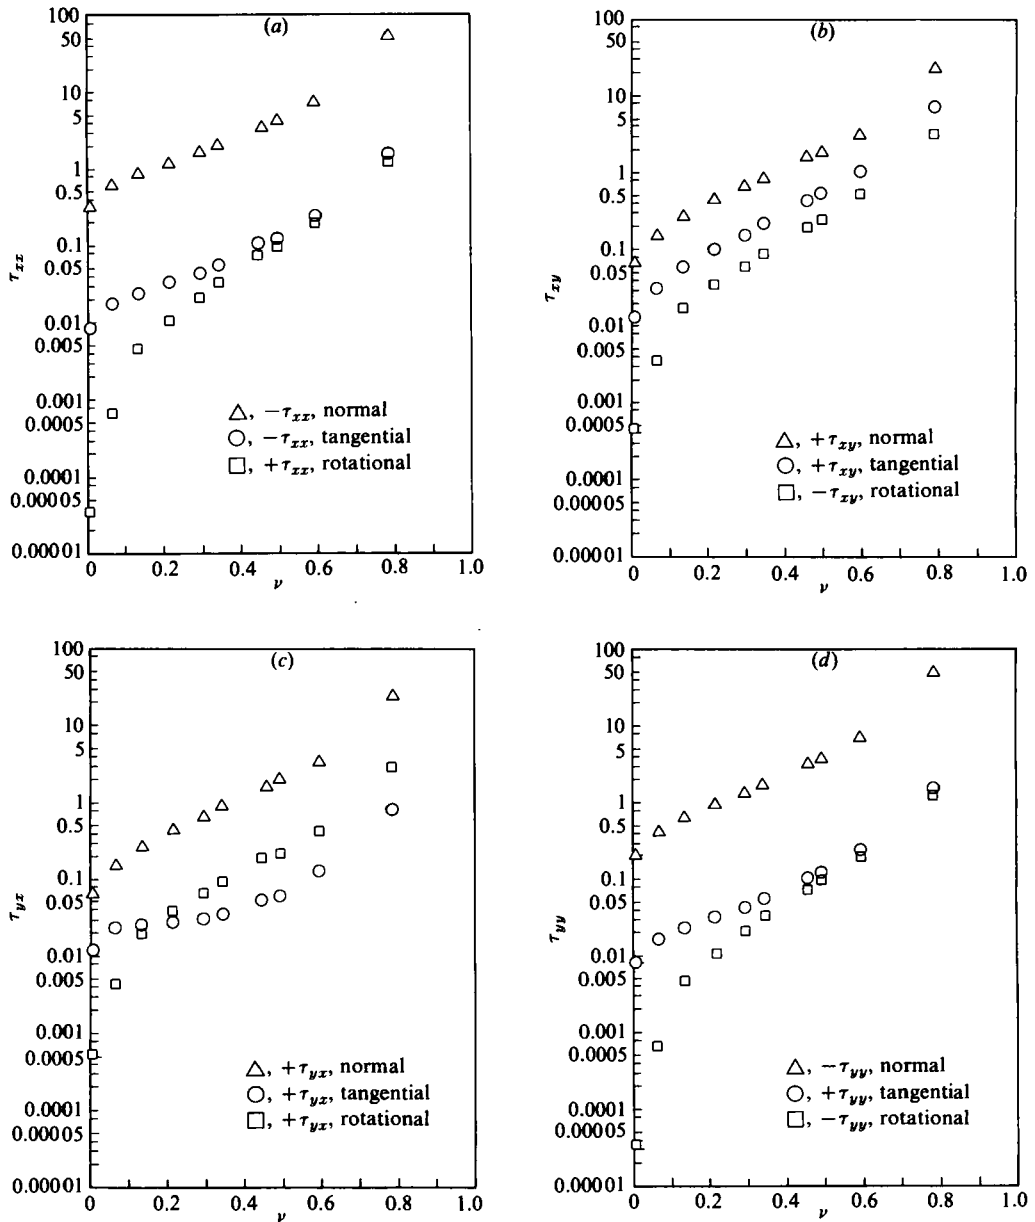 (a)
100
50
10
5
1
0.5
0.1
0.05
0.01
0.005
0.001
0.0005
0.0001
0.00005
0.00001
τxx
△, −τxx, normal
○, −τxx, tangential
□, +τxx, rotational
0 0.2 0.4 0.6 0.8 1.0
ν
(b)
100
50
10
5
1
0.5
0.1
0.05
0.01
0.005
0.001
0.0005
0.0001
0.00005
0.00001
τxy
△, +τxy, normal
○, +τxy, tangential
□, −τxy, rotational
0 0.2 0.4 0.6 0.8 1.0
ν
(c)
100
50
10
5
1
0.5
0.1
0.05
0.01
0.005
0.001
0.0005
0.0001
0.00005
0.00001
τyx
△, +τyx, normal
○, +τyx, tangential
□, +τyx, rotational
0 0.2 0.4 0.6 0.8 1.0
ν
(d)
100
50
10
5
1
0.5
0.1
0.05
0.01
0.005
0.001
0.0005
0.0001
0.00005
0.00001
τyy
△, −τyy, normal
○, +τyy, tangential
□, −τyy, rotational
0 0.2 0.4 0.6 0.8 1.0
ν